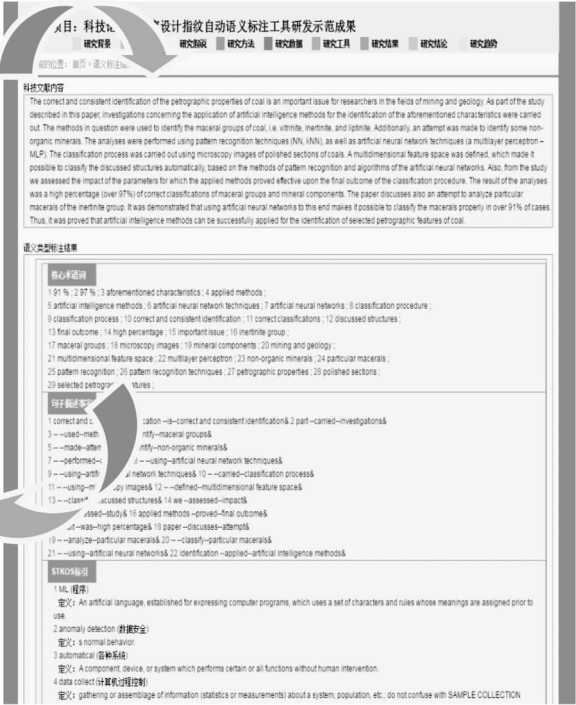 项目：科技论 设计指纹自动语义标注工具研发示范成果
研究背景 研究方法 研究数据 研究工具 研究结果 研究结论 研究趋势
的位置：首页 > 语义标注
科技文献内容
The correct and consistent identification of the petrographic properties of coal is an important issue for researchers in the fields of mining and geology. As part of the study
described in this paper, investigations concerning the application of artificial intelligence methods for the identification of the aforementioned characteristics were carried
out. The methods in question were used to identify the maceral groups of coal, i.e. vitrinite, inertinite, and liptinite. Additionally, an attempt was made to identify some non-
organic minerals. The analyses were performed using pattern recognition techniques (NN, kNN), as well as artificial neural network techniques (a multilayer perceptron –
MLP). The classification process was carried out using microscopy images of polished sections of coals. A multidimensional feature space was defined, which made it
possible to classify the discussed structures automatically, based on the methods of pattern recognition and algorithms of the artificial neural networks. Also, from the study
we assessed the impact of the parameters for which the applied methods proved effective upon the final outcome of the classification procedure. The result of the analyses
was a high percentage (over 97%) of correct classifications of maceral groups and mineral components. The paper discusses also an attempt to analyze particular
macerals of the inertinite group. It was demonstrated that using artificial neural networks to this end makes it possible to classify the macerals properly in over 91% of cases.
Thus, it was proved that artificial intelligence methods can be successfully applied for the identification of selected petrographic features of coal.
语义类型标注结果
核心术语词
1 91 % ; 2 97 % ; 3 aforementioned characteristics ; 4 applied methods ;
5 artificial intelligence methods ; 6 artificial neural network techniques ; 7 artificial neural networks ; 8 classification procedure ;
9 classification process ; 10 correct and consistent identification ; 11 correct classifications ; 12 discussed structures ;
13 final outcome ; 14 high percentage ; 15 important issue ; 16 inertinite group ;
17 maceral groups ; 18 microscopy images ; 19 mineral components ; 20 mining and geology ;
21 multidimensional feature space ; 22 multilayer perceptron ; 23 non-organic minerals ; 24 particular macerals ;
25 pattern recognition ; 26 pattern recognition techniques ; 27 petrographic properties ; 28 polished sections ;
29 selected petrogra atures ;
句子描述事实
1 correct and c cation --is--correct and consistent identification& 2 part --carried--investigations&
3 -- --used--meth ntify--maceral groups&
5 -- --made--attem ntify--non-organic minerals&
7 -- --performed-- -- --using--artificial neural network techniques&
9 -- --using--artifi al network techniques& 10 -- --carried--classification process&
11 -- --using--m opy images& 12 -- --defined--multidimensional feature space&
13 -- --classi scussed structures& 14 we --assessed--impact&
essed--study& 16 applied methods --proved--final outcome&
ult --was--high percentage& 18 paper --discusses--attempt&
19 -- --analyze--particular macerals& 20 -- --classify--particular macerals&
21 -- --using--artificial neural networks& 22 identification --applied--artificial intelligence methods&
STKOS标引
1 ML (程序)
定义：An artificial language, established for expressing computer programs, which uses a set of characters and rules whose meanings are assigned prior to
use.
2 anomaly detection (数据安全)
定义：s normal behavior.
3 automatical (各种系统)
定义：A component, device, or system which performs certain or all functions without human intervention.
4 data collect (计算机过程控制)
定义：gathering or assemblage of information (statistics or measurements) about a system, population, etc.; do not confuse with SAMPLE COLLECTION